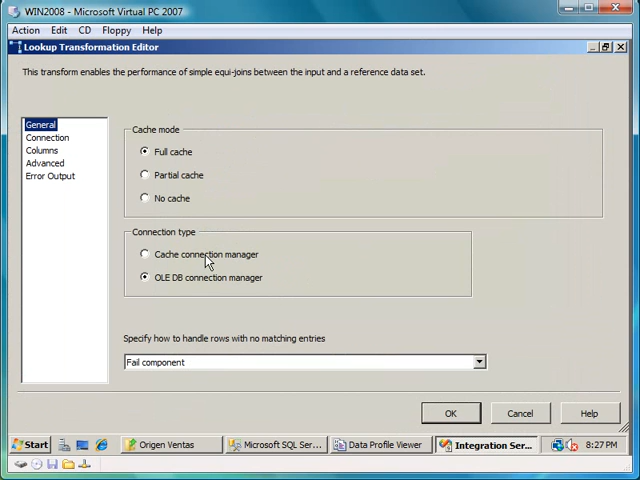 WIN2008 - Microsoft Virtual PC 2007
Action Edit CD Floppy Help
Lookup Transformation Editor
This transform enables the performance of simple equi-joins between the input and a reference data set.
General
Connection
Columns
Advanced
Error Output
Cache mode
Full cache
Partial cache
No cache
Connection type
Cache connection manager
OLE DB connection manager
Specify how to handle rows with no matching entries
Fail component
OK Cancel Help
Start Origen Ventas Microsoft SQL Ser... Data Profile Viewer Integration Ser... 8:27 PM